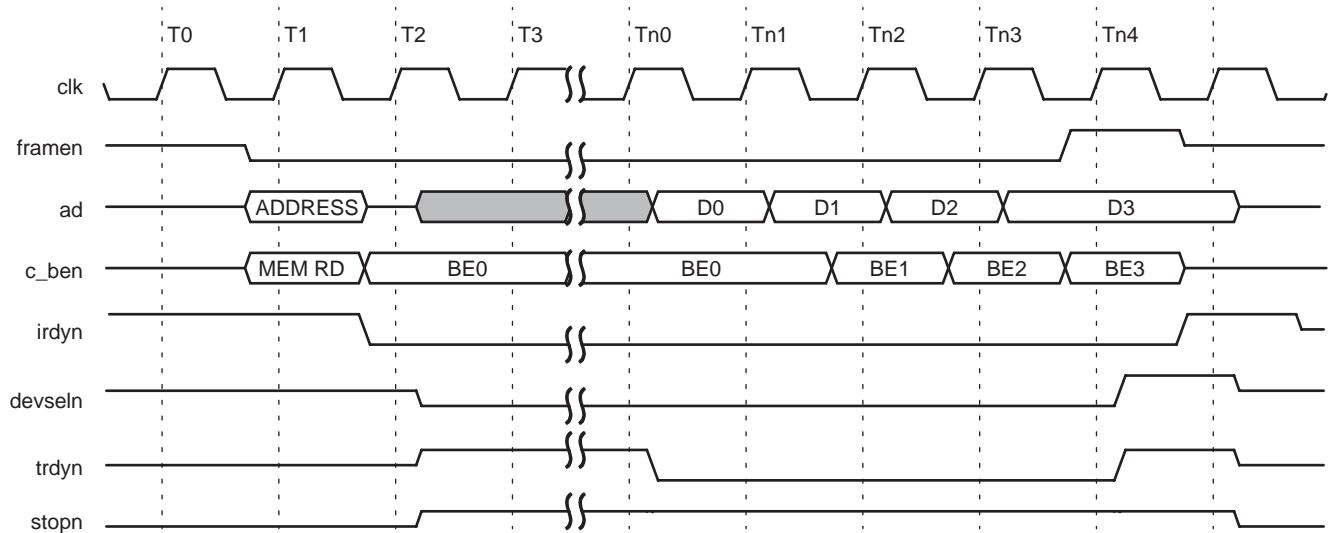 T0 T1 T2 T3 Tn0 Tn1 Tn2 Tn3 Tn4
clk
framen
ad ADDRESS D0 D1 D2 D3
c_ben MEM RD BE0 BE0 BE1 BE2 BE3
irdyn
devseln
trdyn
stopn